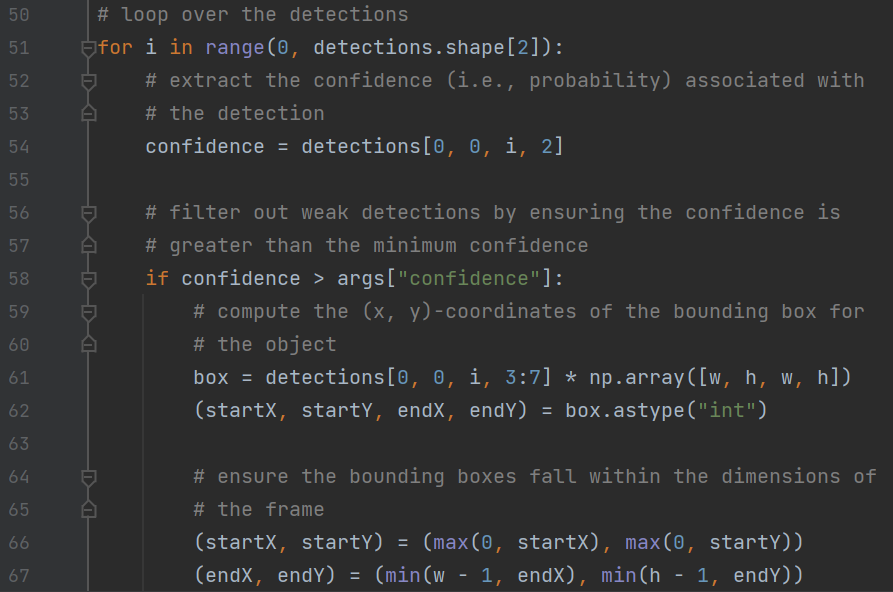 50 # loop over the detections
51 for i in range(0, detections.shape[2]):
52     # extract the confidence (i.e., probability) associated with
53     # the detection
54     confidence = detections[0, 0, i, 2]
55
56     # filter out weak detections by ensuring the confidence is
57     # greater than the minimum confidence
58     if confidence > args["confidence"]:
59         # compute the (x, y)-coordinates of the bounding box for
60         # the object
61         box = detections[0, 0, i, 3:7] * np.array([w, h, w, h])
62         (startX, startY, endX, endY) = box.astype("int")
63
64         # ensure the bounding boxes fall within the dimensions of
65         # the frame
66         (startX, startY) = (max(0, startX), max(0, startY))
67         (endX, endY) = (min(w - 1, endX), min(h - 1, endY))